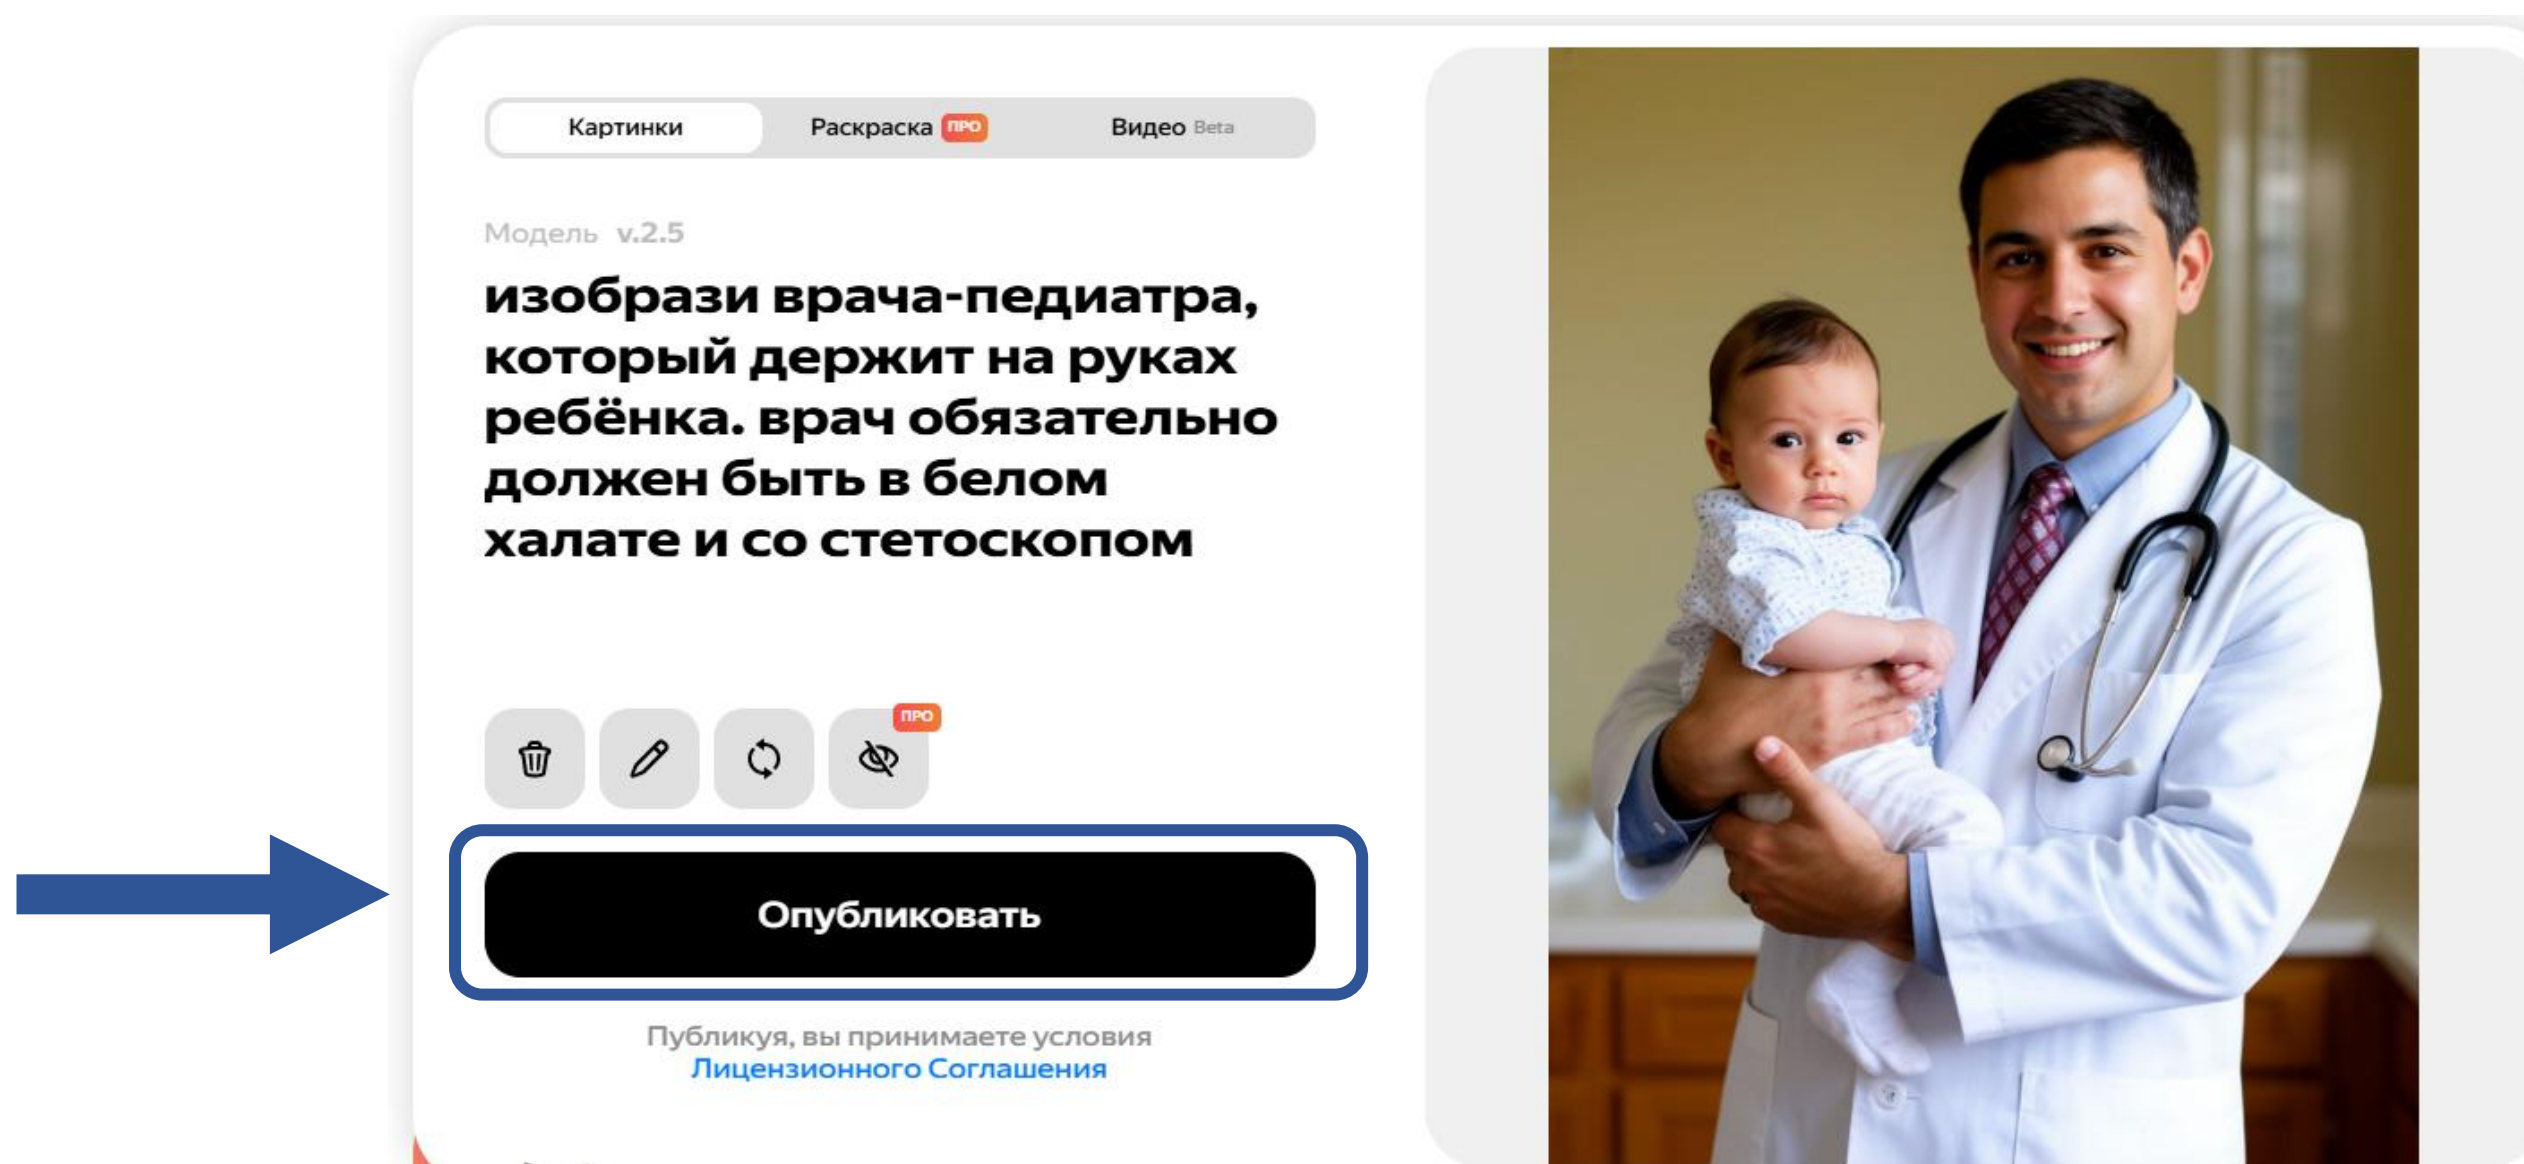 Картинки
Раскраска ПРО
Видео Beta
Модель v.2.5
изобрази врача-педиатра,
который держит на руках
ребёнка. врач обязательно
должен быть в белом
халате и со стетоскопом
ПРО
Опубликовать
Публикуя, вы принимаете условия
Лицензионного Соглашения